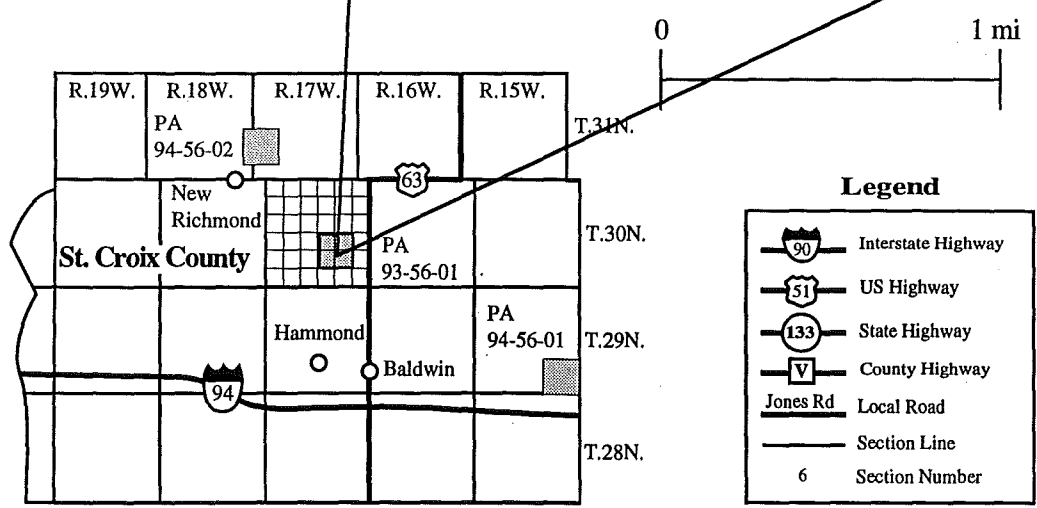 0 1 mi
R.19W. R.18W. R.17W. R.16W. R.15W.
PA
94-56-02
T.31N.
63
New
Richmond
St. Croix County
PA
93-56-01
T.30N.
PA
94-56-01
Hammond
T.29N.
Baldwin
94
T.28N.
Legend
90 Interstate Highway
51 US Highway
133 State Highway
V County Highway
Jones Rd Local Road
Section Line
6 Section Number